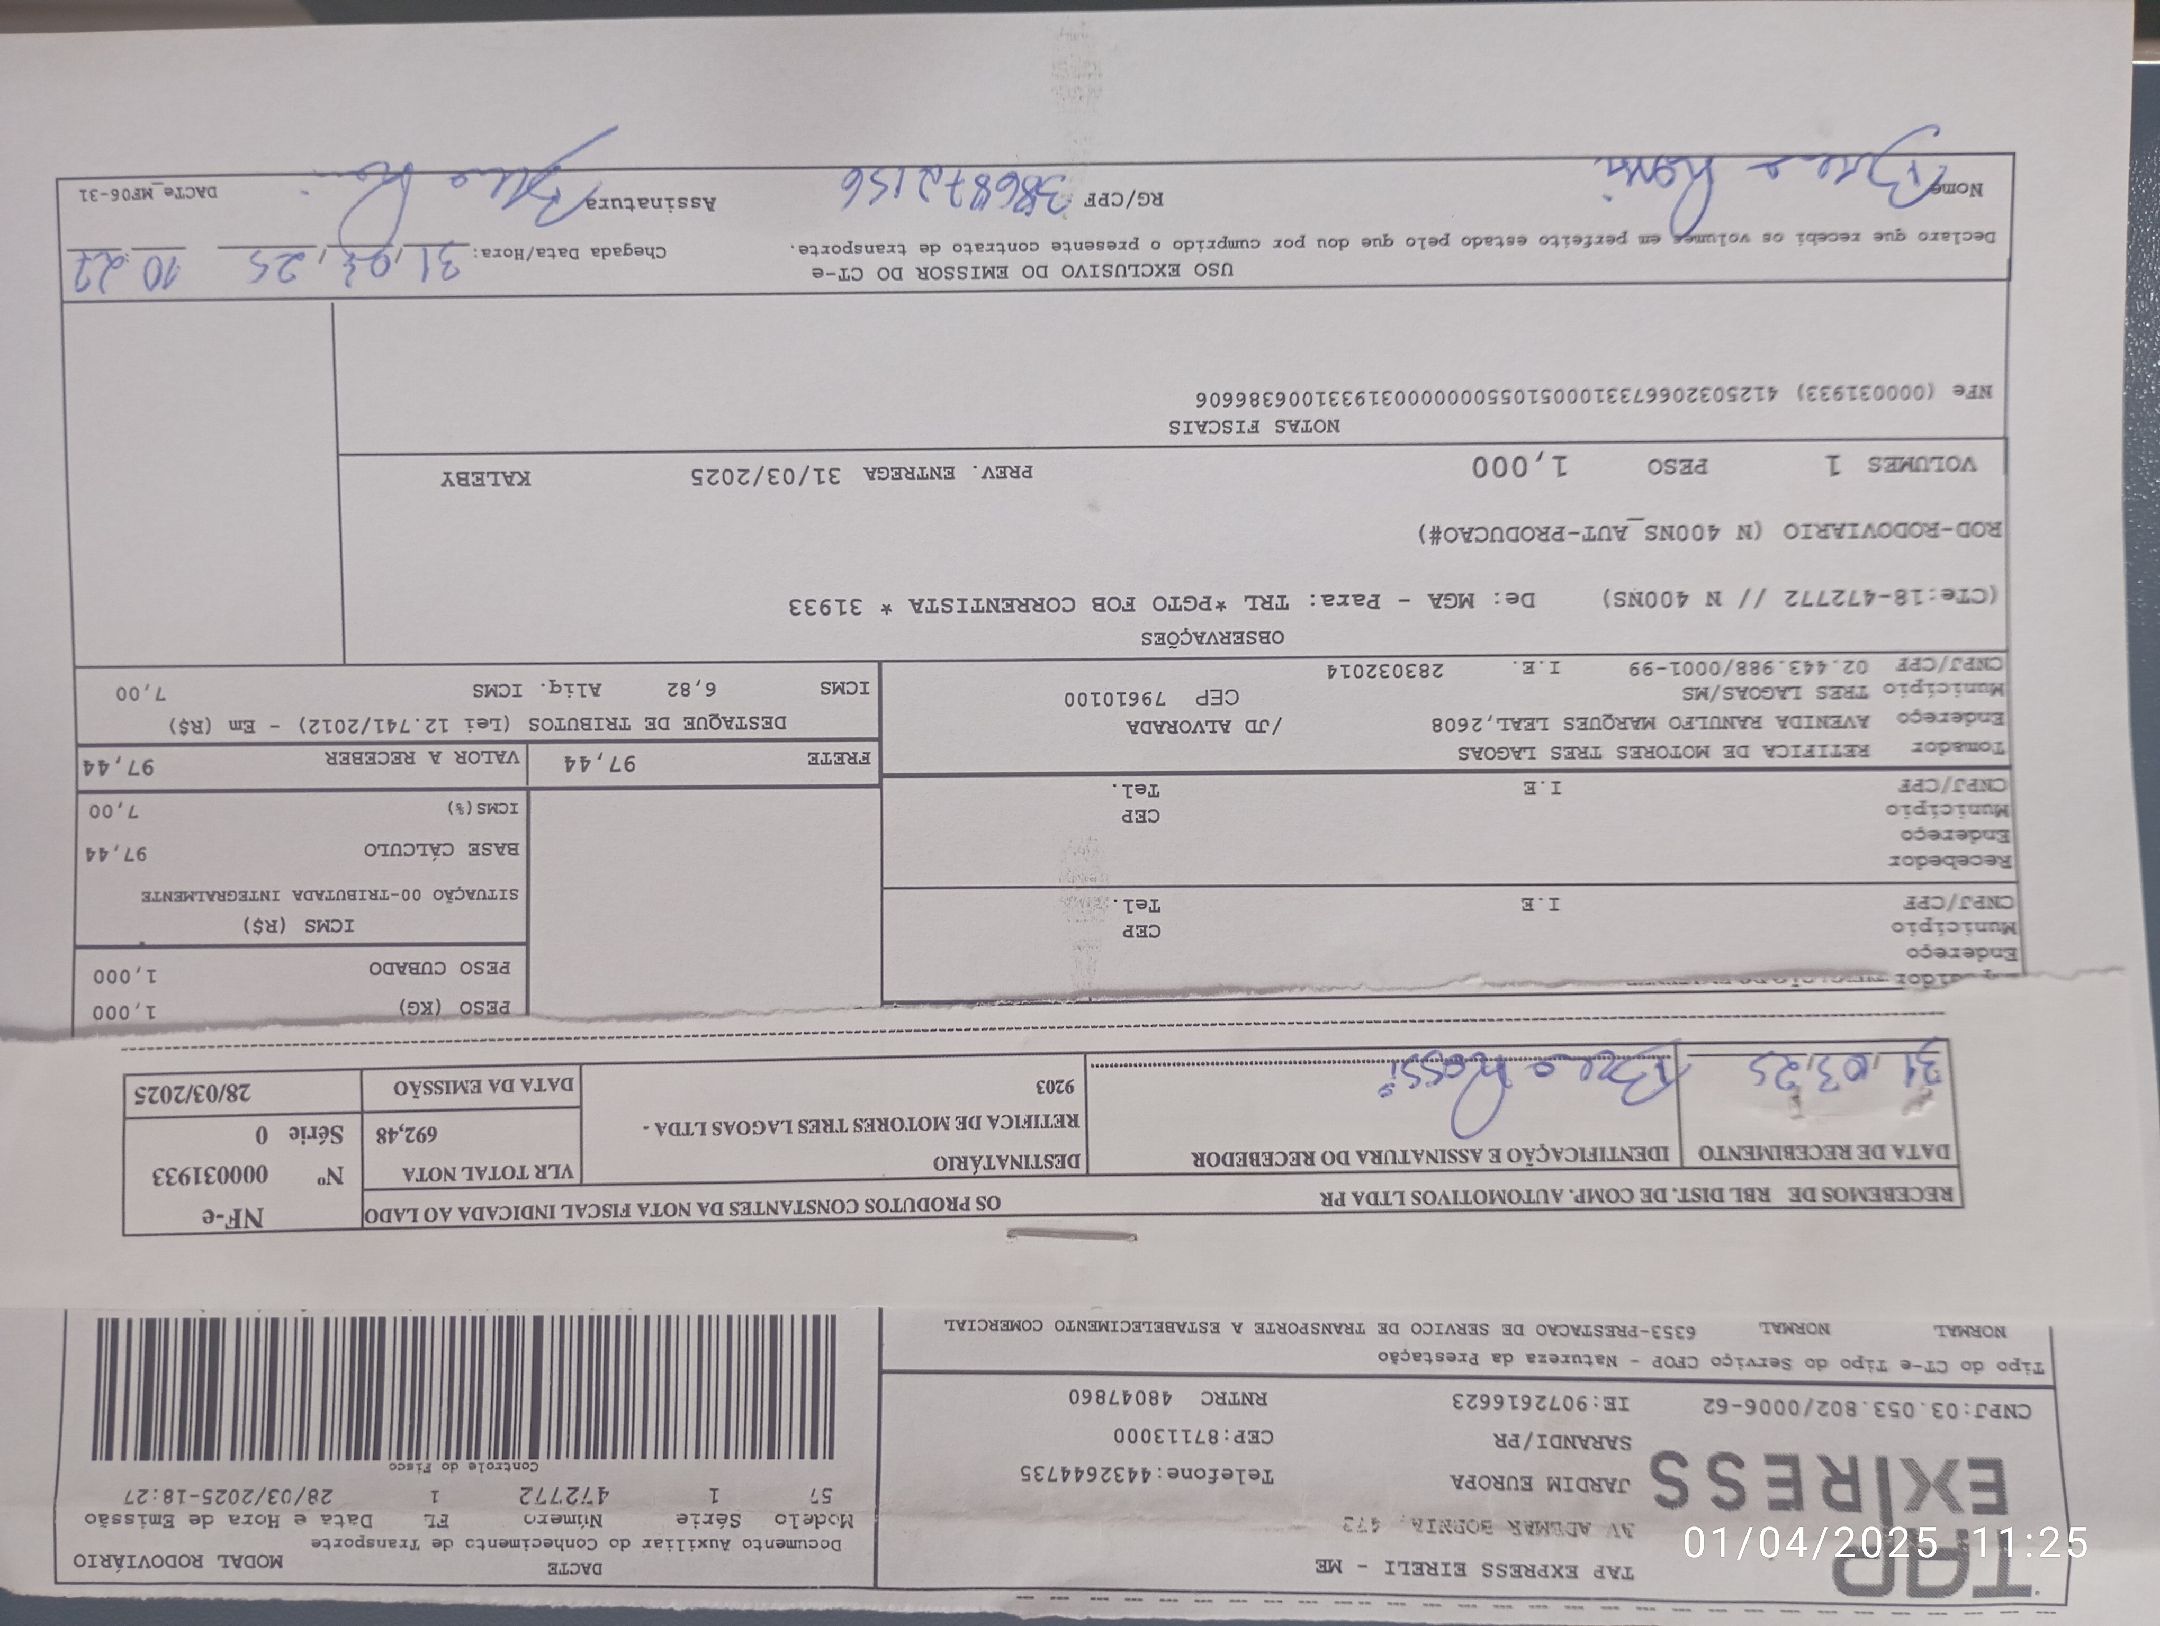 TAP EXPRESS
TAP EXPRESS EIRELI - ME
AV ADEMAR BORNIA, 473
JARDIM EUROPA Telefone:4432644735
SARANDI/PR CEP:87113000
CNPJ:03.053.802/0006-62 IE:9072616623 RNTRC 48047860
Tipo do CT-e Tipo do Serviço CFOP - Natureza da Prestação
NORMAL NORMAL 6353-PRESTACAO DE SERVICO DE TRANSPORTE A ESTABELECIMENTO COMERCIAL
DACTE MODAL RODOVIÁRIO
Documento Auxiliar do Conhecimento de Transporte
Modelo Série Número FL Data e Hora de Emissão
57 1 472772 1 28/03/2025-18:27
Controle do Fisco
RECEBEMOS DE RBL DIST. DE COMP. AUTOMOTIVOS LTDA PR OS PRODUTOS CONSTANTES DA NOTA FISCAL INDICADA AO LADO
DATA DE RECEBIMENTO IDENTIFICAÇÃO E ASSINATURA DO RECEBEDOR
31,03,25 Rossi
DESTINATÁRIO
RETIFICA DE MOTORES TRES LAGOAS LTDA -
9203
VLR TOTAL NOTA
692,48
DATA DA EMISSÃO 28/03/2025
NF-e
Nº 000031933
Série 0
Endereço
Município CEP
CNPJ/CPF I.E Tel.
Recebedor
Endereço
Município CEP
CNPJ/CPF I.E Tel.
Tomador RETIFICA DE MOTORES TRES LAGOAS
Endereço AVENIDA RANULFO MARQUES LEAL,2608 /JD ALVORADA
Município TRES LAGOAS/MS CEP 79610100
CNPJ/CPF 02.443.988/0001-99 I.E. 283032014
PESO (KG) 1,000
PESO CUBADO 1,000
ICMS (R$)
SITUAÇÃO 00-TRIBUTADA INTEGRALMENTE
BASE CÁLCULO 97,44
ICMS(%) 7,00
FRETE 97,44 VALOR A RECEBER 97,44
DESTAQUE DE TRIBUTOS (Lei 12.741/2012) - Em (R$)
ICMS 6,82 Aliq. ICMS 7,00
OBSERVAÇÕES
(CTe:18-472772 // N 400NS) De: MGA - Para: TRL *PGTO FOB CORRENTISTA * 31933
ROD-RODOVIARIO (N 400NS_AUT-PRODUCAO#)
VOLUMES 1 PESO 1,000 PREV. ENTREGA 31/03/2025 KALEBY
NOTAS FISCAIS
NFe (000031933) 41250320667331000510550000000319331006386606
USO EXCLUSIVO DO EMISSOR DO CT-e
Declaro que recebi os volumes em perfeito estado pelo que dou por cumprido o presente contrato de transporte. Chegada Data/Hora: 25 10:27
Nome RG/CPF Assinatura DACTe_MF06-31
01/04/2025 11:25